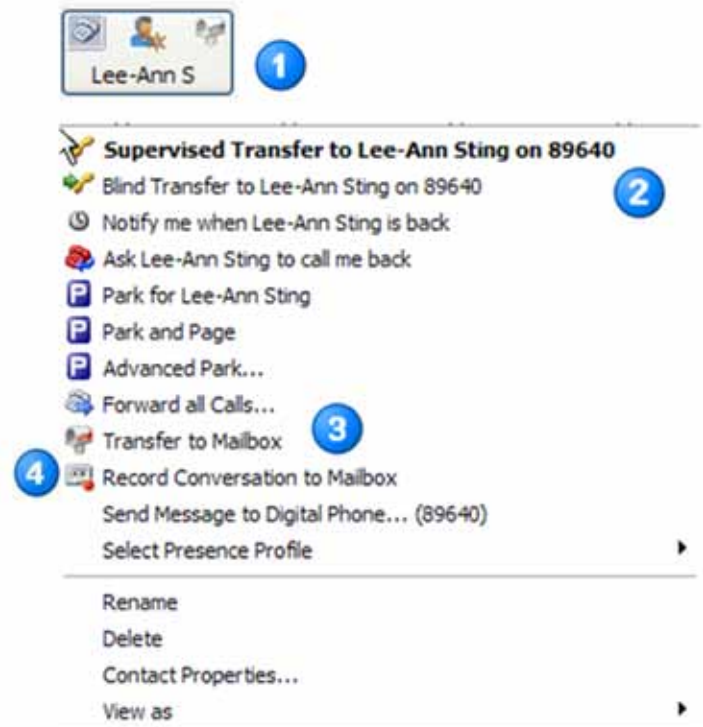 Lee-Ann S
1
Supervised Transfer to Lee-Ann Sting on 89640
Blind Transfer to Lee-Ann Sting on 89640
2
Notify me when Lee-Ann Sting is back
Ask Lee-Ann Sting to call me back
P Park for Lee-Ann Sting
P Park and Page
P Advanced Park...
Forward all Calls...
Transfer to Mailbox
3
4 Record Conversation to Mailbox
Send Message to Digital Phone... (89640)
Select Presence Profile
Rename
Delete
Contact Properties...
View as